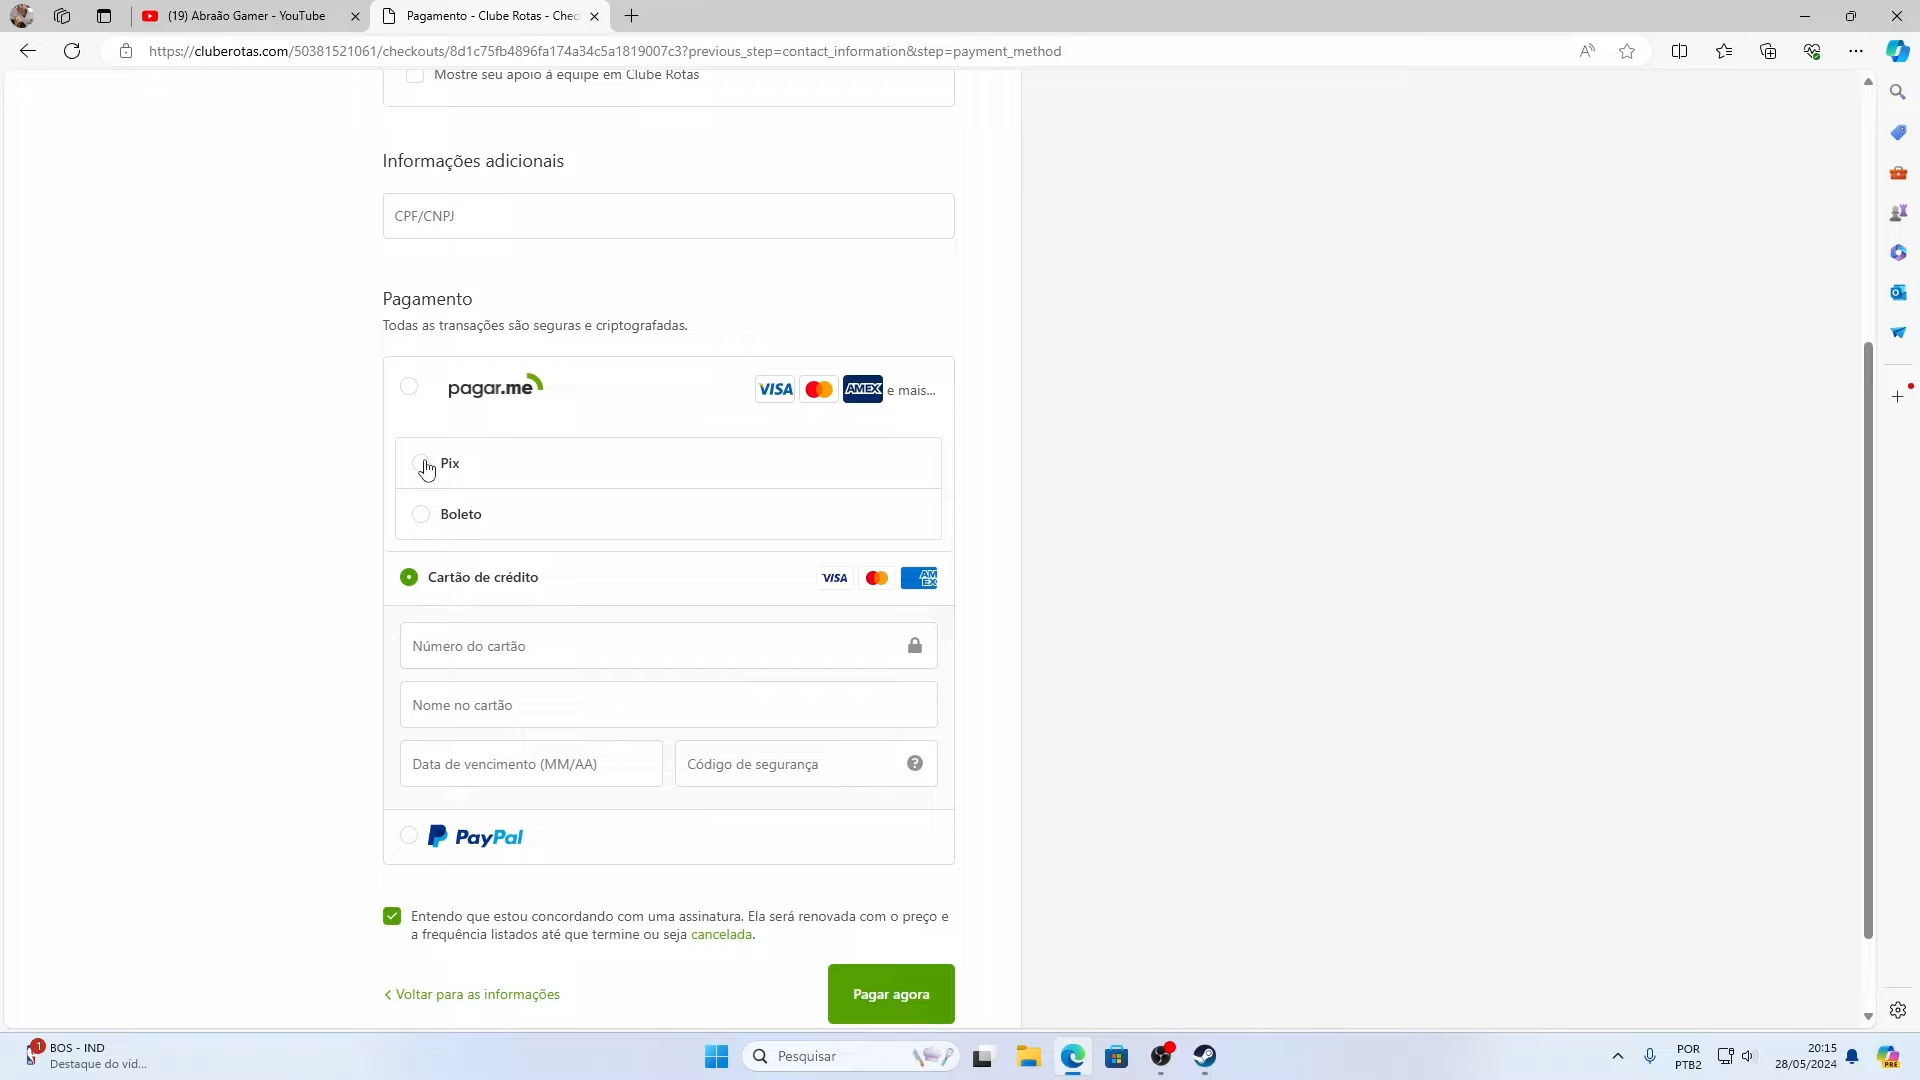 (19) Abraão Gamer - YouTube
Pagamento - Clube Rotas - Chec
https://cluberotas.com/50381521061/checkouts/8d1c75fb4896fa174a34c5a1819007c3?previous_step=contact_information&step=payment_method
Mostre seu apoio à equipe em Clube Rotas
Informações adicionais
CPF/CNPJ
Pagamento
Todas as transações são seguras e criptografadas.
pagar.me VISA AMEX e mais...
Pix
Boleto
Cartão de crédito VISA AM EX
Número do cartão
Nome no cartão
Data de vencimento (MM/AA) Código de segurança
PayPal
Entendo que estou concordando com uma assinatura. Ela será renovada com o preço e
a frequência listados até que termine ou seja cancelada.
Voltar para as informações
Pagar agora
1 BOS - IND
Destaque do víd...
Pesquisar
POR
PTB2
20:15
28/05/2024
PRE